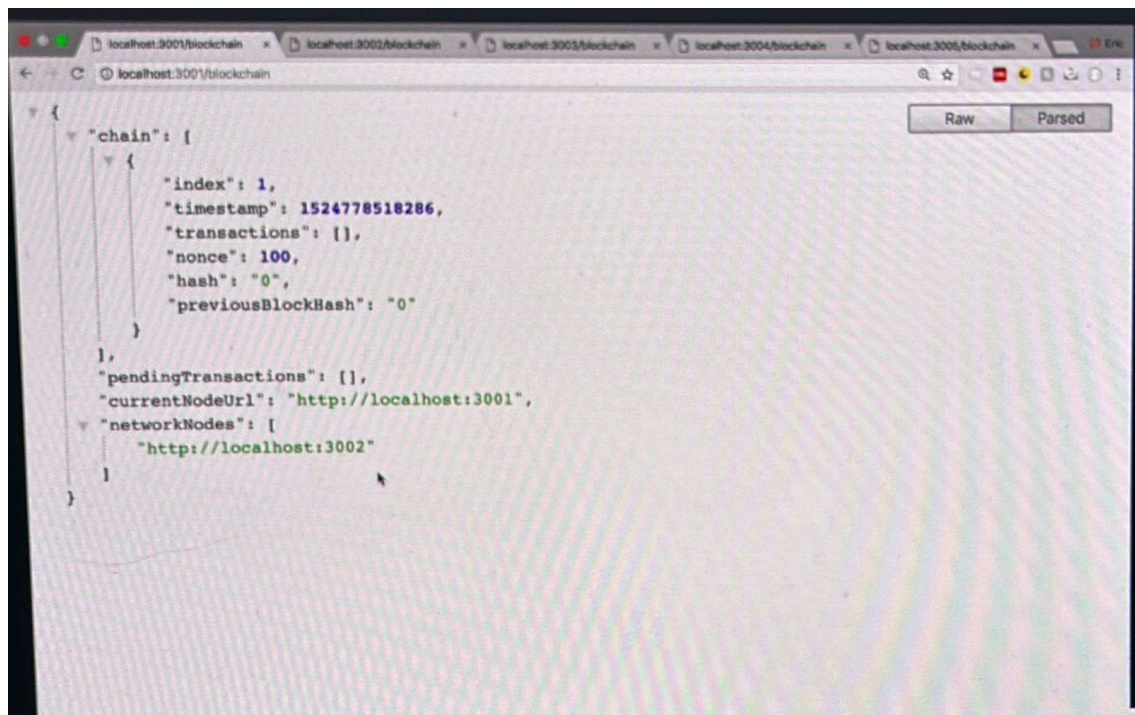 localhost:3001/blockchain
localhost:3002/blockchain
localhost:3003/blockchain
localhost:3004/blockchain
localhost:3005/blockchain
Eric
localhost:3001/blockchain
Raw
Parsed
{
"chain": [
{
"index": 1,
"timestamp": 1524778518286,
"transactions": [],
"nonce": 100,
"hash": "0",
"previousBlockHash": "0"
}
],
"pendingTransactions": [],
"currentNodeUrl": "http://localhost:3001",
"networkNodes": [
"http://localhost:3002"
]
}